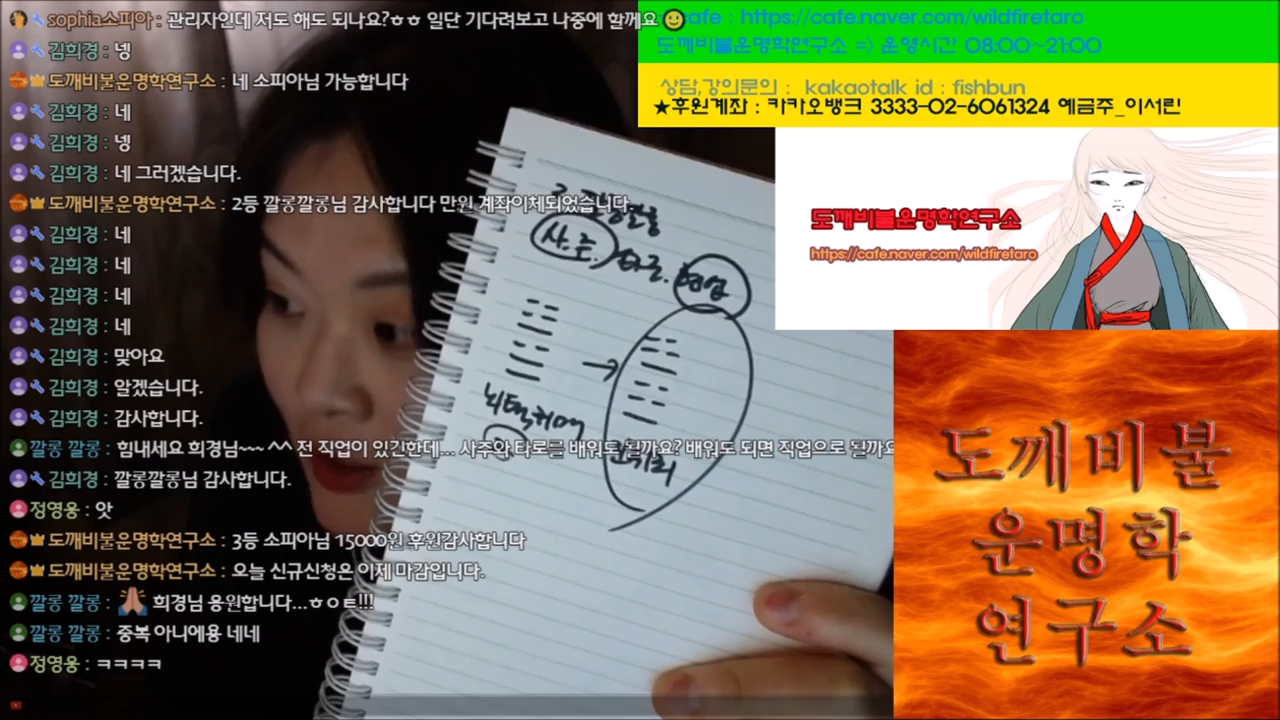 sophia소피아 : 관리자인데 저도 해도 되나요?ㅎㅎ 일단 기다려보고 나중에 함께요
김희경 : 넹
도깨비불운명학연구소 : 네 소피아님 가능합니다
김희경 : 네
김희경 : 넹
김희경 : 네 그러겠습니다.
도깨비불운명학연구소 : 2등 깔롱깔롱님 감사합니다 만원 계좌이체되었습니다.
김희경 : 네
김희경 : 네
김희경 : 네
김희경 : 네
김희경 : 맞아요
김희경 : 알겠습니다.
김희경 : 감사합니다.
깔롱 깔롱 : 힘내세요 희경님~~~ ^^ 전 직업이 있긴한데... 사주와 타로를 배워도 될까요? 배워도 되면 직업으로 될까요
김희경 : 깔롱깔롱님 감사합니다.
정영웅 : 앗
도깨비불운명학연구소 : 3등 소피아님 15000원 후원감사합니다
도깨비불운명학연구소 : 오늘 신규신청은 이제 마감입니다.
깔롱 깔롱 : 희경님 응원합니다...ㅎㅇㅌ!!!
깔롱 깔롱 : 중복 아니에용 네네
정영웅 : ㅋㅋㅋㅋ
cafe : https://cafe.naver.com/wildfiretaro
도깨비불운명학연구소 => 운영시간 08:00~21:00
상담,강의문의 : kakaotalk id : fishbun
★후원계좌 : 카카오뱅크 3333-02-6061324 예금주_이서린
도깨비불운명학연구소
https://cafe.naver.com/wildfiretaro
사주.
뇌택귀매
도깨비불
운명학
연구소